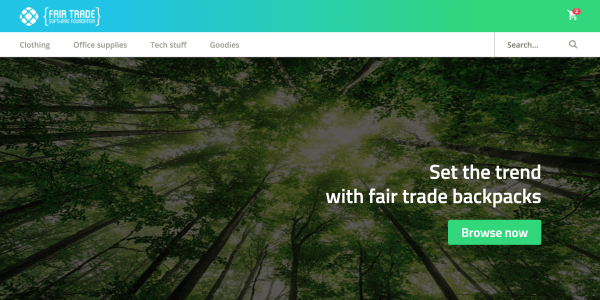 {FAIR TRADE}
SOFTWARE FOUNDATION
2
Clothing
Office supplies
Tech stuff
Goodies
Search...
Set the trend
with fair trade backpacks
Browse now